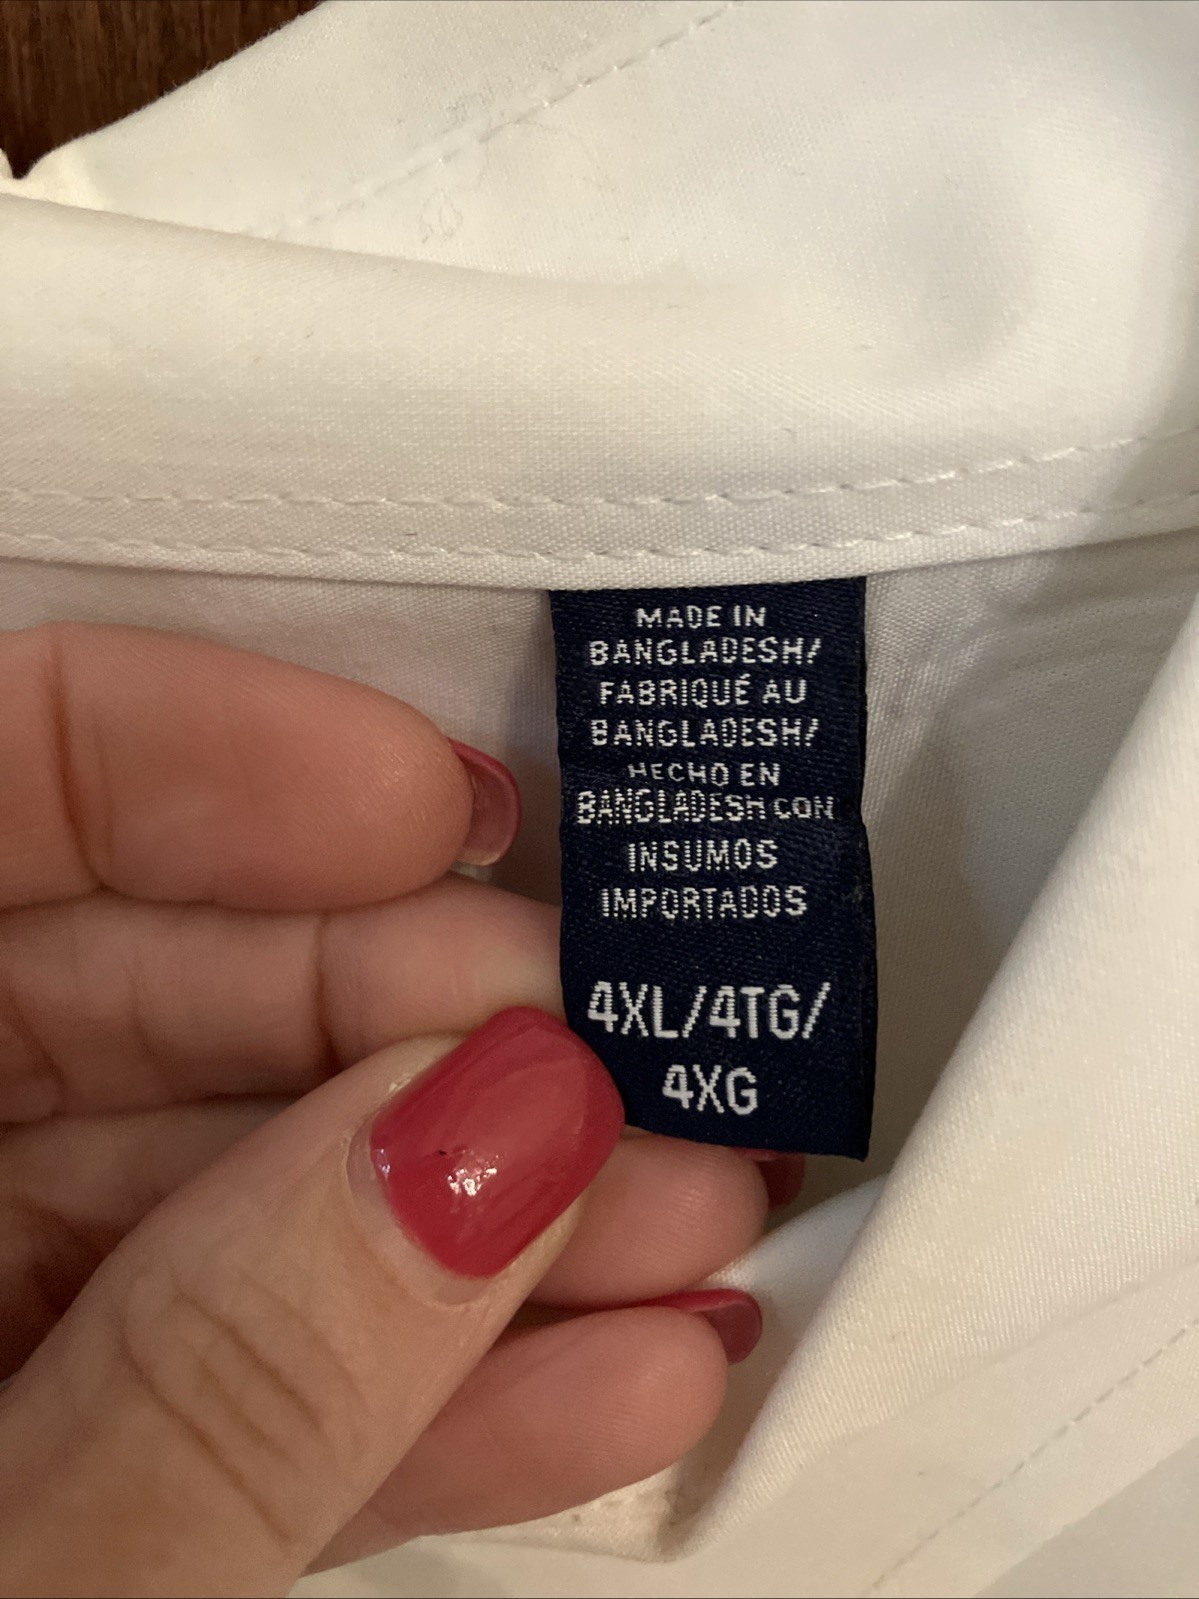 MADE IN
BANGLADESH/
FABRIQUÉ AU
BANGLADESH/
HECHO EN
BANGLADESH CON
INSUMOS
IMPORTADOS
4XL/4TG/
4XG